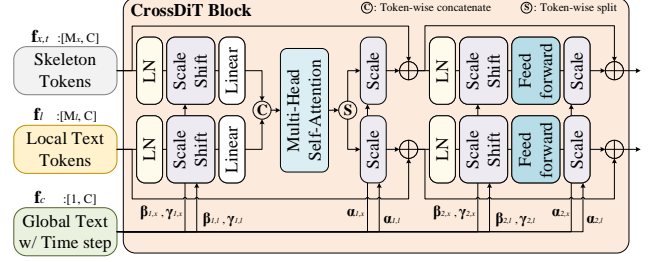 CrossDiT Block
Ⓒ: Token-wise concatenate
Ⓢ: Token-wise split
f_{x,t} :[M_x, C]
Skeleton
Tokens
LN
Scale
Shift
Linear
C
Multi-Head
Self-Attention
S
Scale
LN
Scale
Shift
Feed
forward
Scale
f_l :[M_l, C]
Local Text
Tokens
LN
Scale
Shift
Linear
Scale
LN
Scale
Shift
Feed
forward
Scale
f_c :[1, C]
Global Text
w/ Time step
β_{1,x}, γ_{1,x}
β_{1,l}, γ_{1,l}
α_{1,x}
α_{1,l}
β_{2,x}, γ_{2,x}
β_{2,l}, γ_{2,l}
α_{2,x}
α_{2,l}